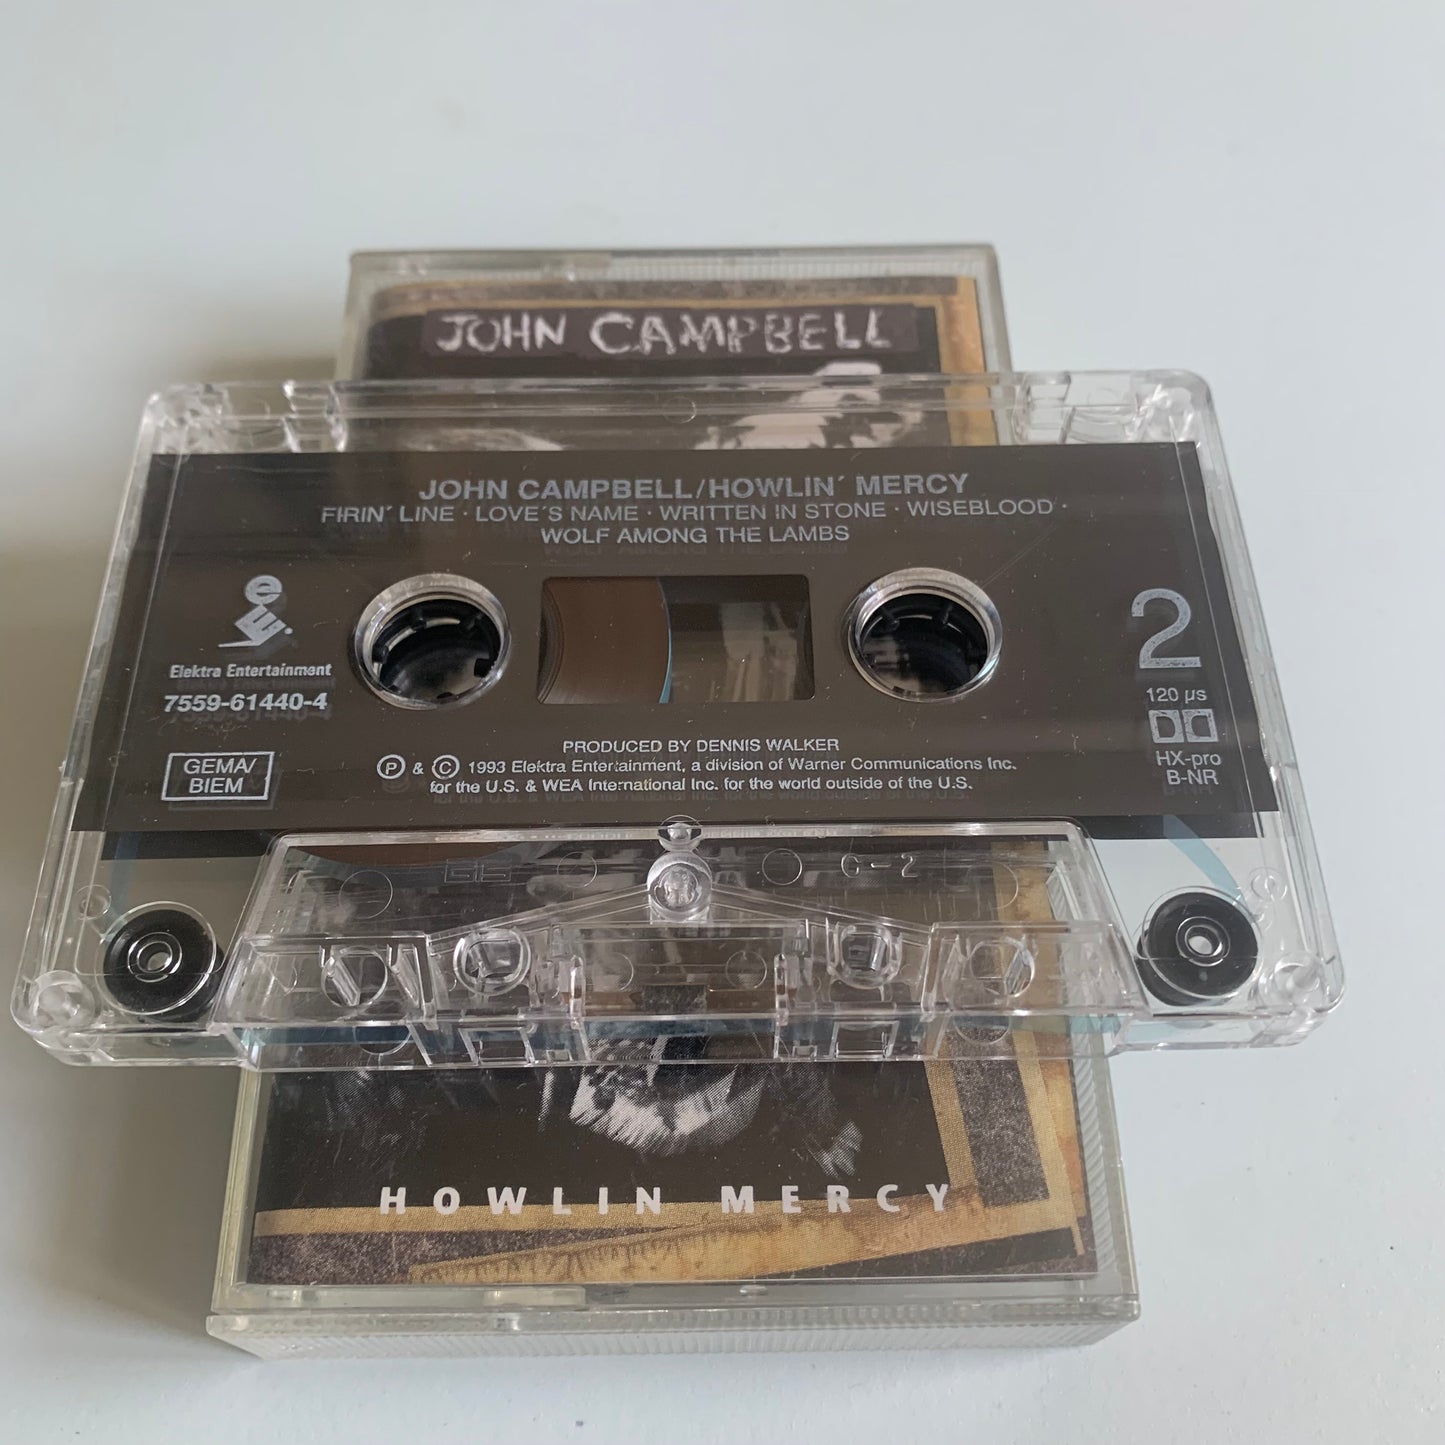 JOHN CAMPBELL
JOHN CAMPBELL/HOWLIN´ MERCY
FIRIN´ LINE · LOVE´S NAME · WRITTEN IN STONE · WISEBLOOD ·
WOLF AMONG THE LAMBS
e
2
Elektra Entertainment
7559-61440-4
120 µs
HX-pro
B-NR
GEMA/
BIEM
PRODUCED BY DENNIS WALKER
Ⓟ & © 1993 Elektra Entertainment, a division of Warner Communications Inc.
for the U.S. & WEA International Inc. for the world outside of the U.S.
C-2
HOWLIN MERCY